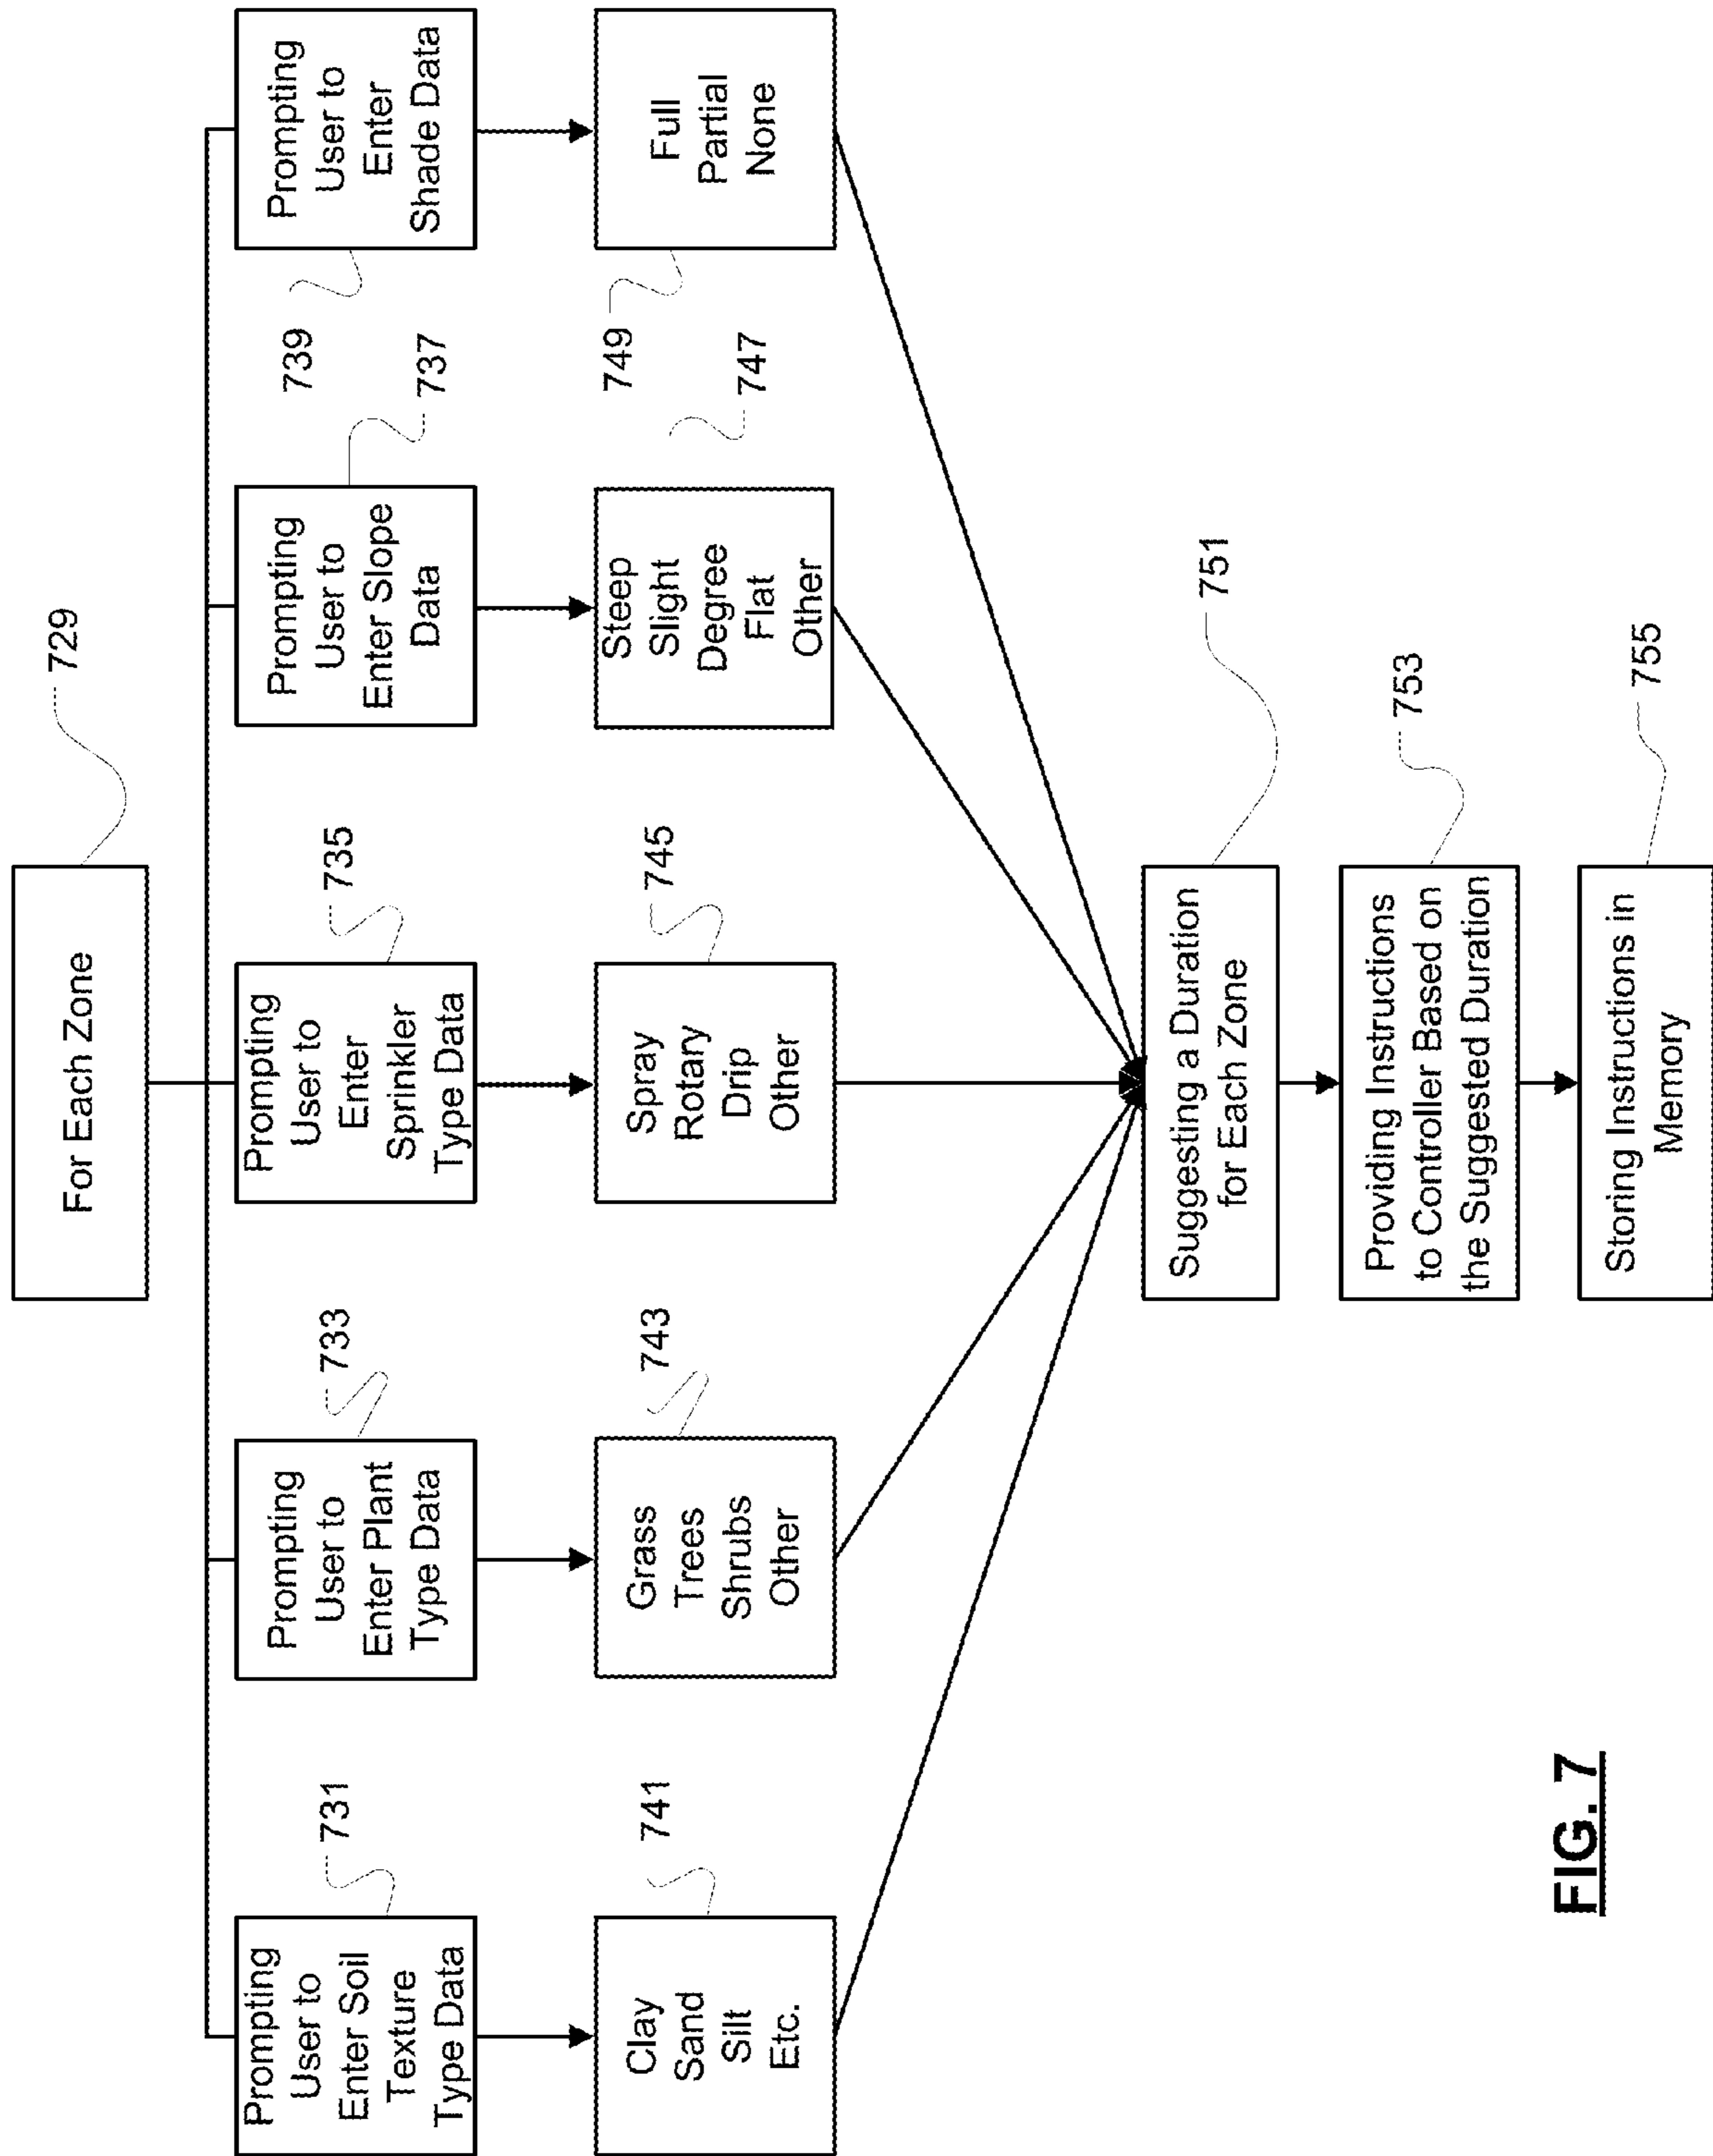 For Each Zone
729
Prompting
User to
Enter Soil
Texture
Type Data
731
Prompting
User to
Enter Plant
Type Data
733
Prompting
User to
Enter
Sprinkler
Type Data
735
Prompting
User to
Enter Slope
Data
737
Prompting
User to
Enter
Shade Data
739
Clay
Sand
Silt
Etc.
741
Grass
Trees
Shrubs
Other
743
Spray
Rotary
Drip
Other
745
Steep
Slight
Degree
Flat
Other
747
Full
Partial
None
749
Suggesting a Duration
for Each Zone
751
Providing Instructions
to Controller Based on
the Suggested Duration
753
Storing Instructions in
Memory
755
FIG. 7